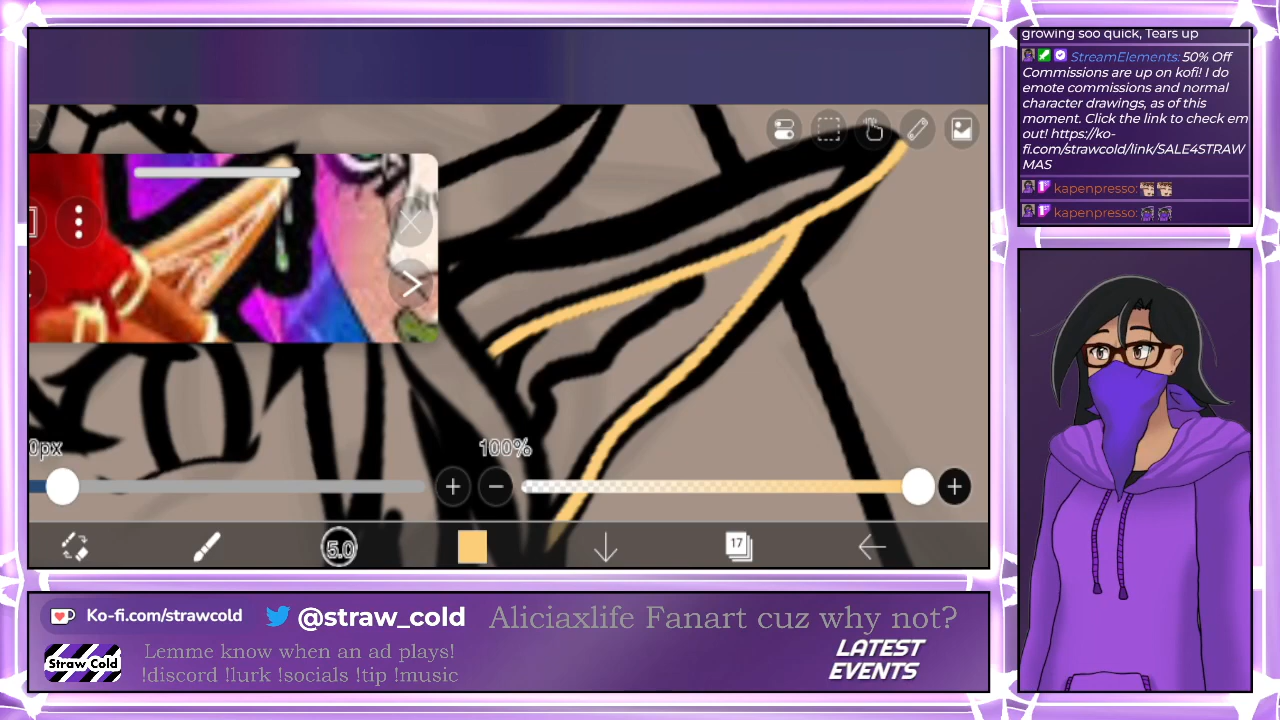 growing soo quick, Tears up
StreamElements: 50% Off
Commissions are up on kofi! I do
emote commissions and normal
character drawings, as of this
moment. Click the link to check em
out! https://ko-
fi.com/strawcold/link/SALE4STRAW
MAS
kapenpresso:
kapenpresso:
0px
100%
5.0
17
Ko-fi.com/strawcold
@straw_cold
Aliciaxlife Fanart cuz why not?
Straw Cold
Lemme know when an ad plays!
!discord !lurk !socials !tip !music
LATEST
EVENTS